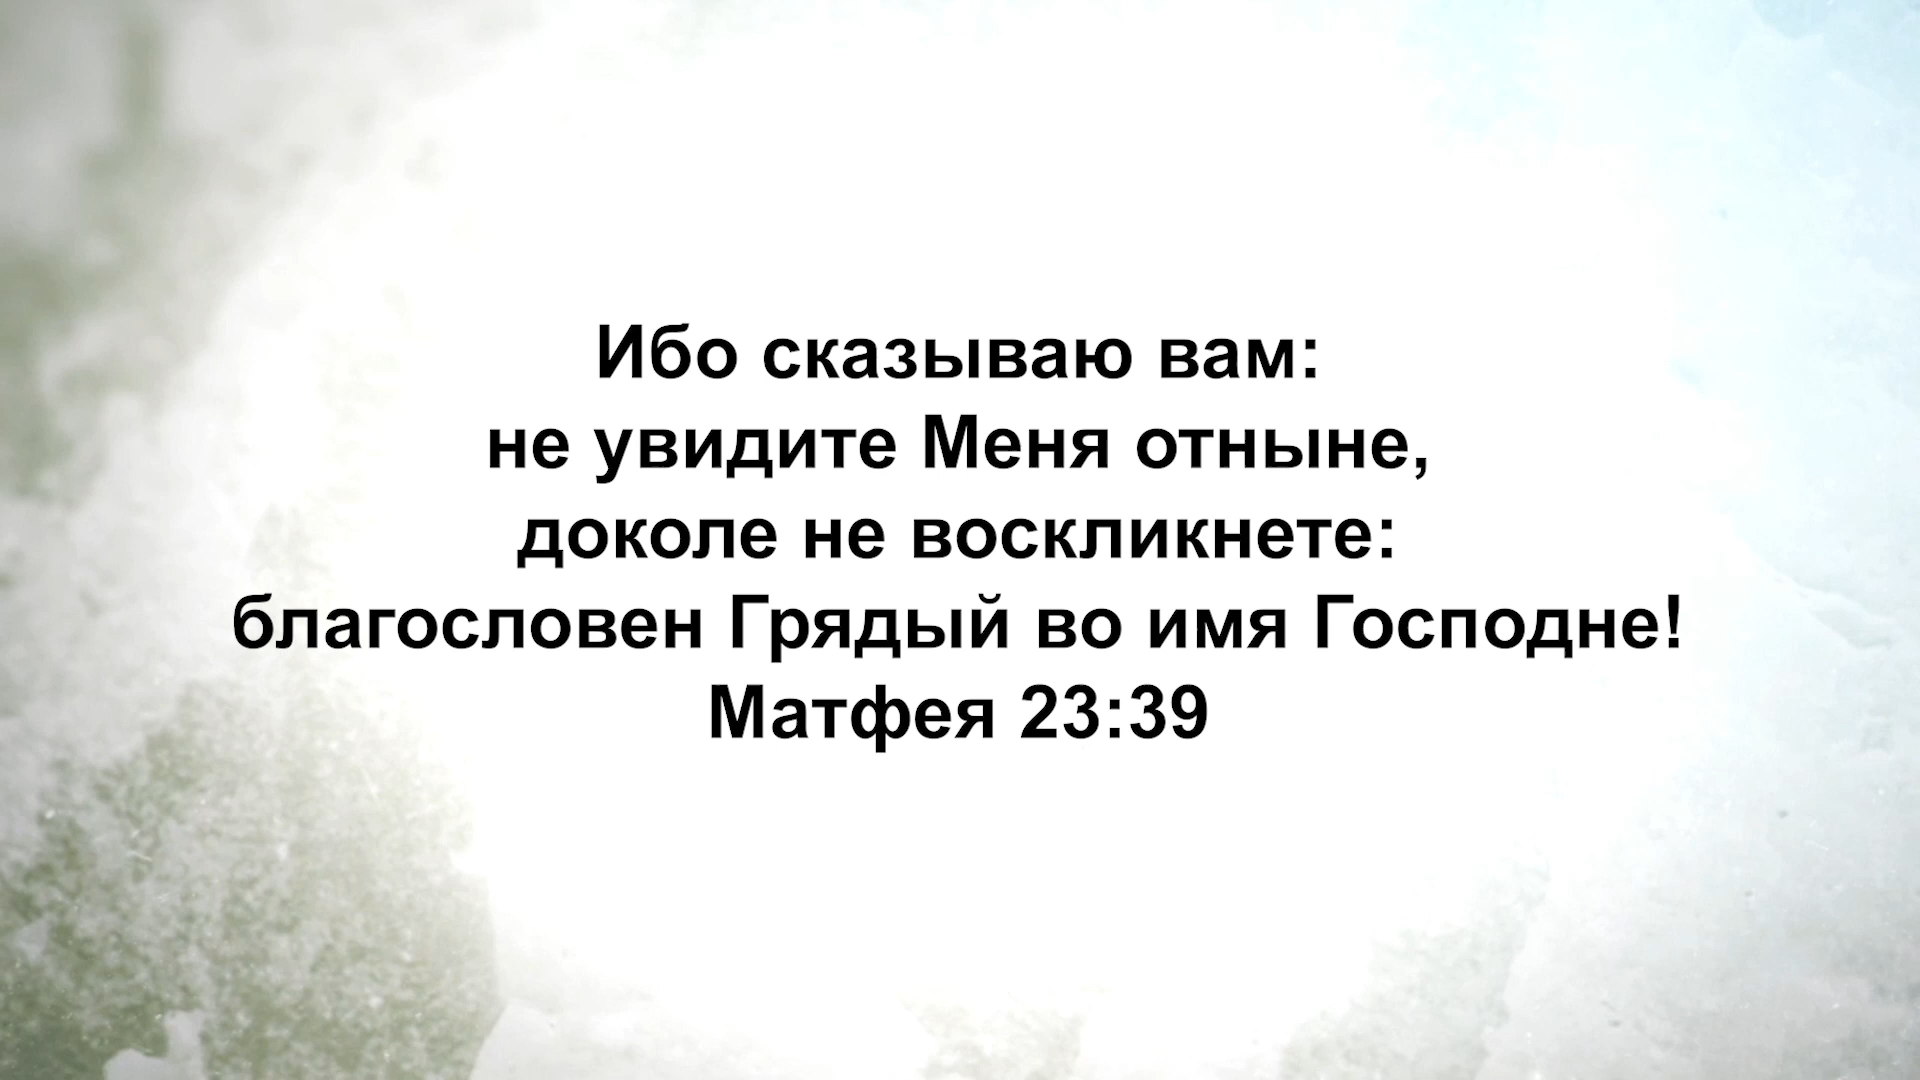 Ибо сказываю вам:
не увидите Меня отныне,
доколе не воскликнете:
благословен Грядый во имя Господне!
Матфея 23:39